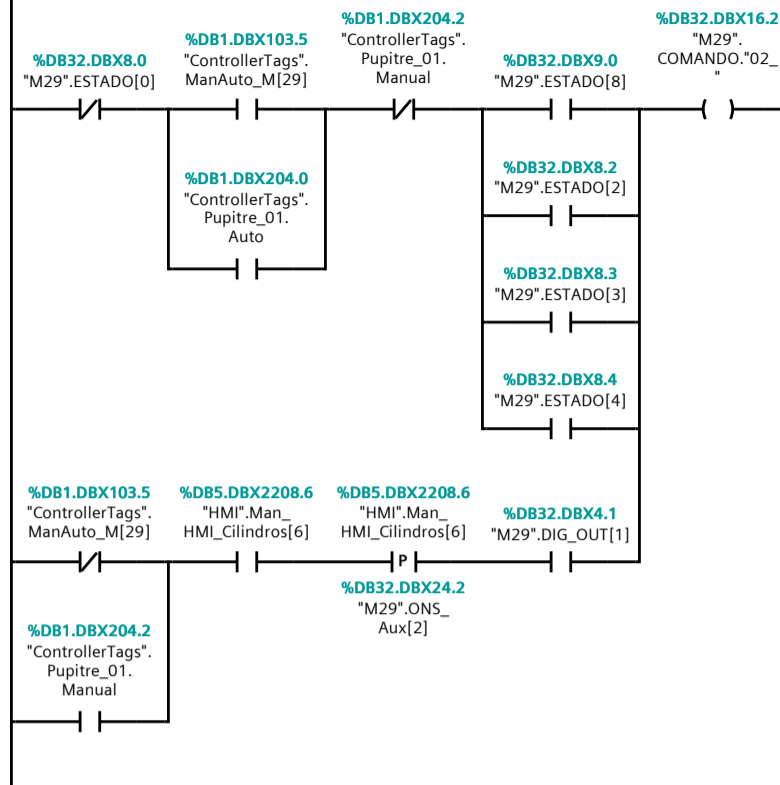 %DB32.DBX8.0
"M29".ESTADO[0]
%DB1.DBX103.5
"ControllerTags".
ManAuto_M[29]
%DB1.DBX204.2
"ControllerTags".
Pupitre_01.
Manual
%DB32.DBX9.0
"M29".ESTADO[8]
%DB32.DBX16.2
"M29".
COMANDO."02_
"
%DB1.DBX204.0
"ControllerTags".
Pupitre_01.
Auto
%DB32.DBX8.2
"M29".ESTADO[2]
%DB32.DBX8.3
"M29".ESTADO[3]
%DB32.DBX8.4
"M29".ESTADO[4]
%DB1.DBX103.5
"ControllerTags".
ManAuto_M[29]
%DB5.DBX2208.6
"HMI".Man_
HMI_Cilindros[6]
%DB5.DBX2208.6
"HMI".Man_
HMI_Cilindros[6]
P
%DB32.DBX24.2
"M29".ONS_
Aux[2]
%DB32.DBX4.1
"M29".DIG_OUT[1]
%DB1.DBX204.2
"ControllerTags".
Pupitre_01.
Manual